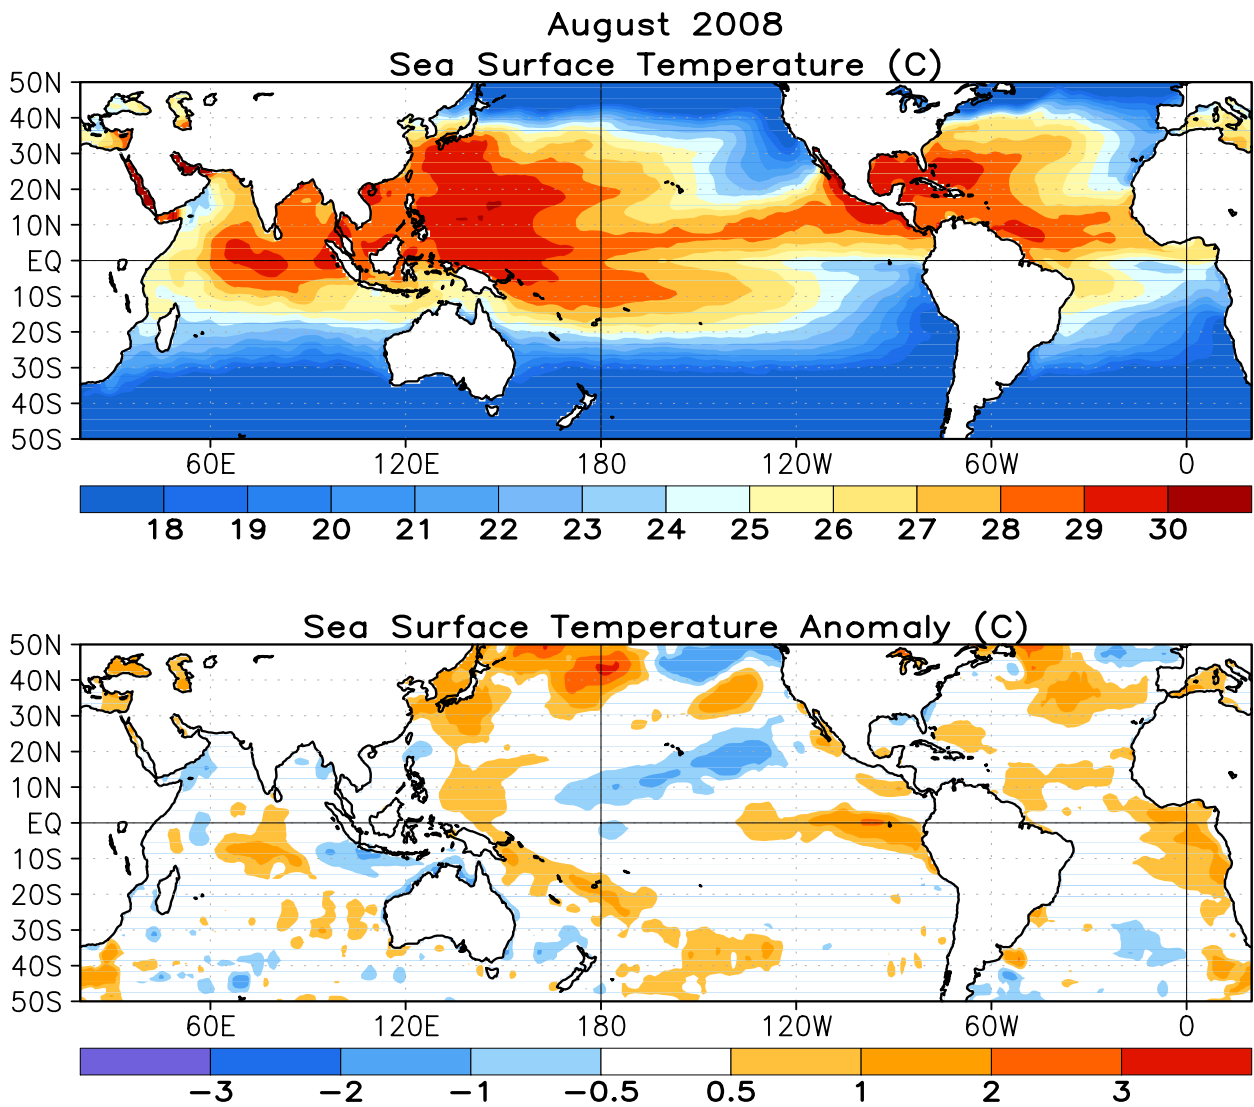 August 2008
Sea Surface Temperature (C)
50N
40N
30N
20N
10N
EQ
10S
20S
30S
40S
50S
60E 120E 180 120W 60W 0
18 19 20 21 22 23 24 25 26 27 28 29 30
Sea Surface Temperature Anomaly (C)
50N
40N
30N
20N
10N
EQ
10S
20S
30S
40S
50S
60E 120E 180 120W 60W 0
−3 −2 −1 −0.5 0.5 1 2 3